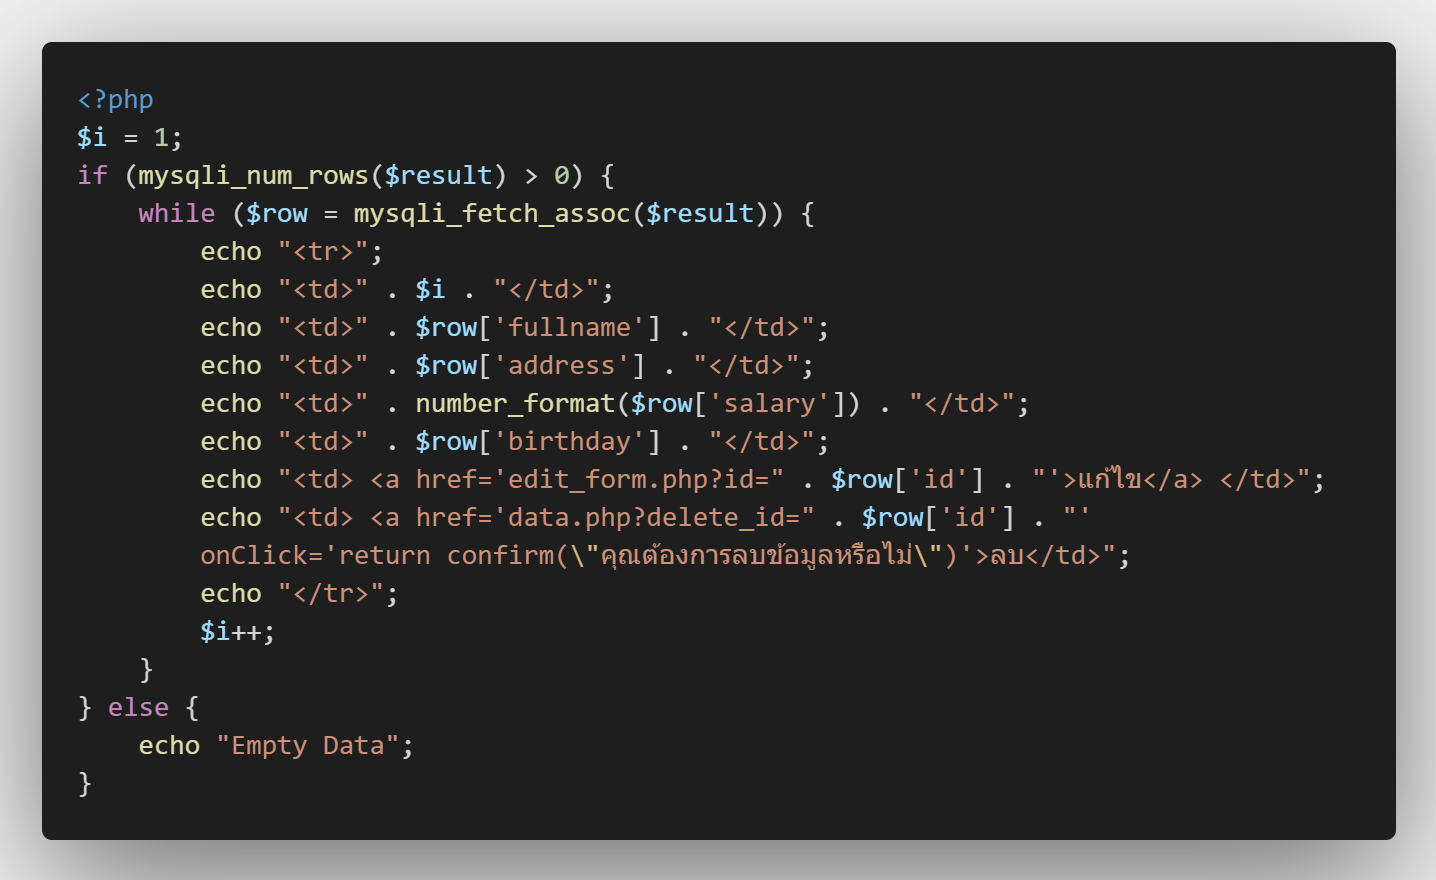 <?php
$i = 1;
if (mysqli_num_rows($result) > 0) {
    while ($row = mysqli_fetch_assoc($result)) {
        echo "<tr>";
        echo "<td>" . $i . "</td>";
        echo "<td>" . $row['fullname'] . "</td>";
        echo "<td>" . $row['address'] . "</td>";
        echo "<td>" . number_format($row['salary']) . "</td>";
        echo "<td>" . $row['birthday'] . "</td>";
        echo "<td> <a href='edit_form.php?id=" . $row['id'] . "'>แก้ไข</a> </td>";
        echo "<td> <a href='data.php?delete_id=" . $row['id'] . "'
        onClick='return confirm(\"คุณต้องการลบข้อมูลหรือไม่\")'>ลบ</td>";
        echo "</tr>";
        $i++;
    }
} else {
    echo "Empty Data";
}